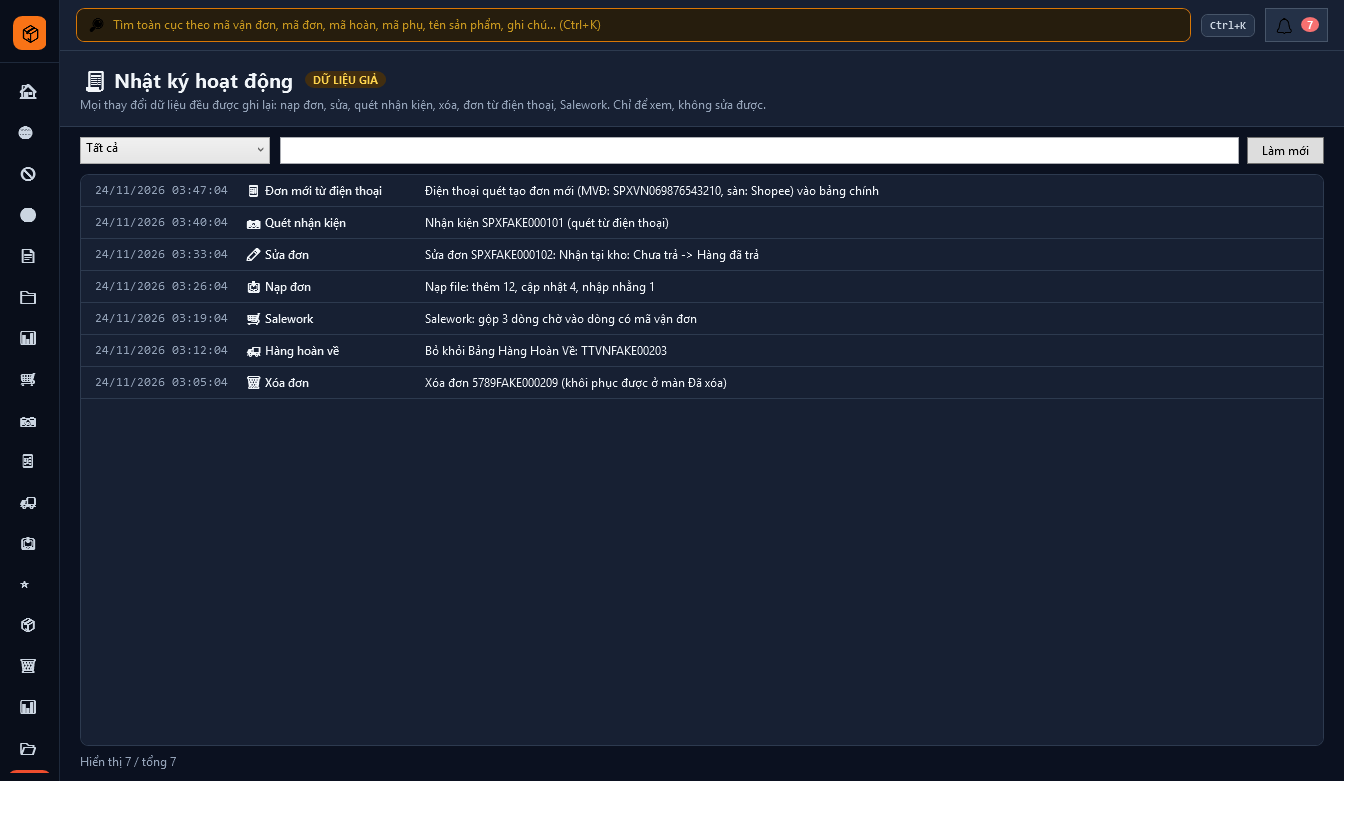 Tìm toàn cục theo mã vận đơn, mã đơn, mã hoàn, mã phụ, tên sản phẩm, ghi chú... (Ctrl+K)
Ctrl+K
7
Nhật ký hoạt động
DỮ LIỆU GIẢ
Mọi thay đổi dữ liệu đều được ghi lại: nạp đơn, sửa, quét nhận kiện, xóa, đơn từ điện thoại, Salework. Chỉ để xem, không sửa được.
Tất cả
Làm mới
24/11/2026 03:47:04 Đơn mới từ điện thoại Điện thoại quét tạo đơn mới (MVĐ: SPXVN069876543210, sàn: Shopee) vào bảng chính
24/11/2026 03:40:04 Quét nhận kiện Nhận kiện SPXFAKE000101 (quét từ điện thoại)
24/11/2026 03:33:04 Sửa đơn Sửa đơn SPXFAKE000102: Nhận tại kho: Chưa trả -> Hàng đã trả
24/11/2026 03:26:04 Nạp đơn Nạp file: thêm 12, cập nhật 4, nhập nhằng 1
24/11/2026 03:19:04 Salework Salework: gộp 3 dòng chờ vào dòng có mã vận đơn
24/11/2026 03:12:04 Hàng hoàn về Bỏ khỏi Bảng Hàng Hoàn Về: TTVNFAKE00203
24/11/2026 03:05:04 Xóa đơn Xóa đơn 5789FAKE000209 (khôi phục được ở màn Đã xóa)
Hiển thị 7 / tổng 7